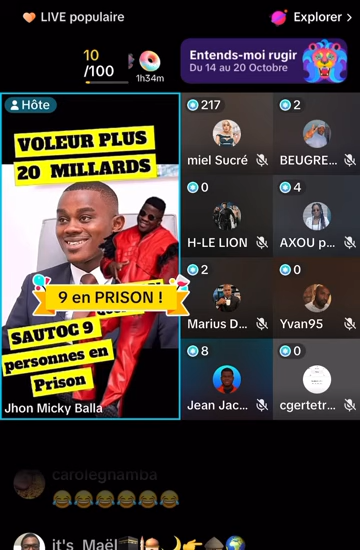 LIVE populaire
Explorer >
10
/100
1h34m
Entends-moi rugir
Du 14 au 20 Octobre
Hôte
VOLEUR PLUS
20 MILLARDS
9 en PRISON !
SAUTOC 9
personnes en
Prison
Jhon Micky Balla
217
miel Sucré
2
BEUGRE...
0
H-LE LION
4
AXOU p...
2
Marius D...
0
Yvan95
8
Jean Jac...
0
cgertetr...
carolegnamba
😂😂😂😂😂😂
it's_Maël🕋🕌🌙👉🌍